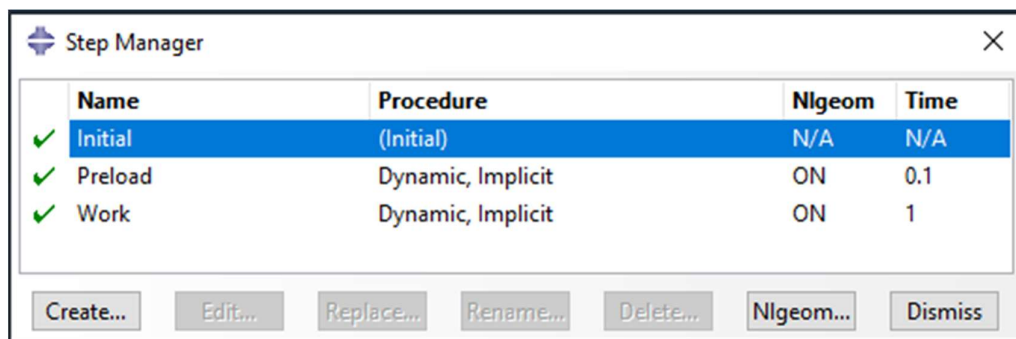 Step Manager
Name Procedure Nlgeom Time
Initial (Initial) N/A N/A
Preload Dynamic, Implicit ON 0.1
Work Dynamic, Implicit ON 1
Create... Edit... Replace... Rename... Delete... Nlgeom... Dismiss